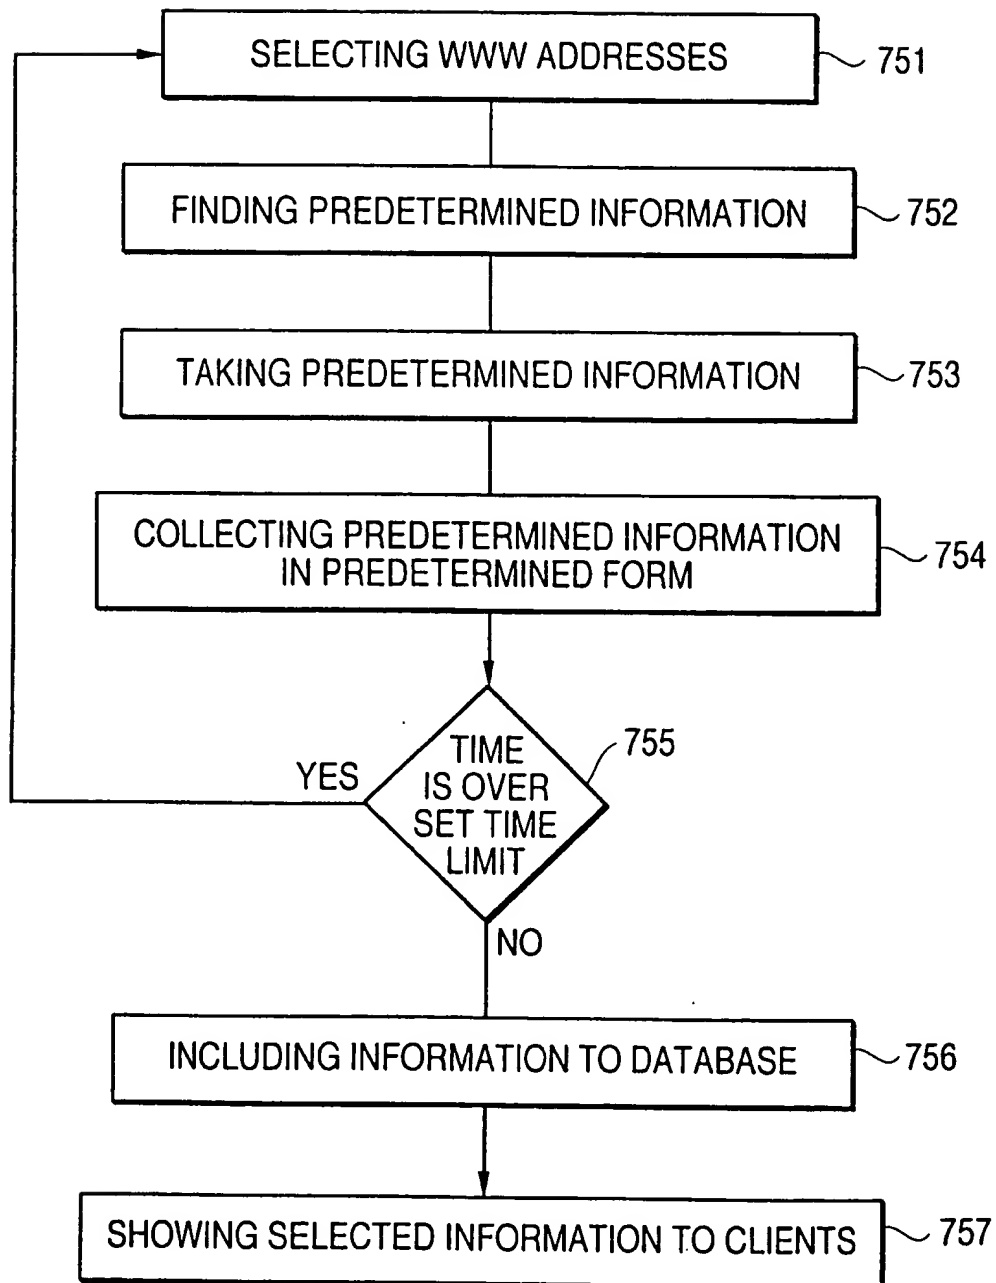 SELECTING WWW ADDRESSES
751
FINDING PREDETERMINED INFORMATION
752
TAKING PREDETERMINED INFORMATION
753
COLLECTING PREDETERMINED INFORMATION
IN PREDETERMINED FORM
754
TIME
IS OVER
SET TIME
LIMIT
755
YES
NO
INCLUDING INFORMATION TO DATABASE
756
SHOWING SELECTED INFORMATION TO CLIENTS
757